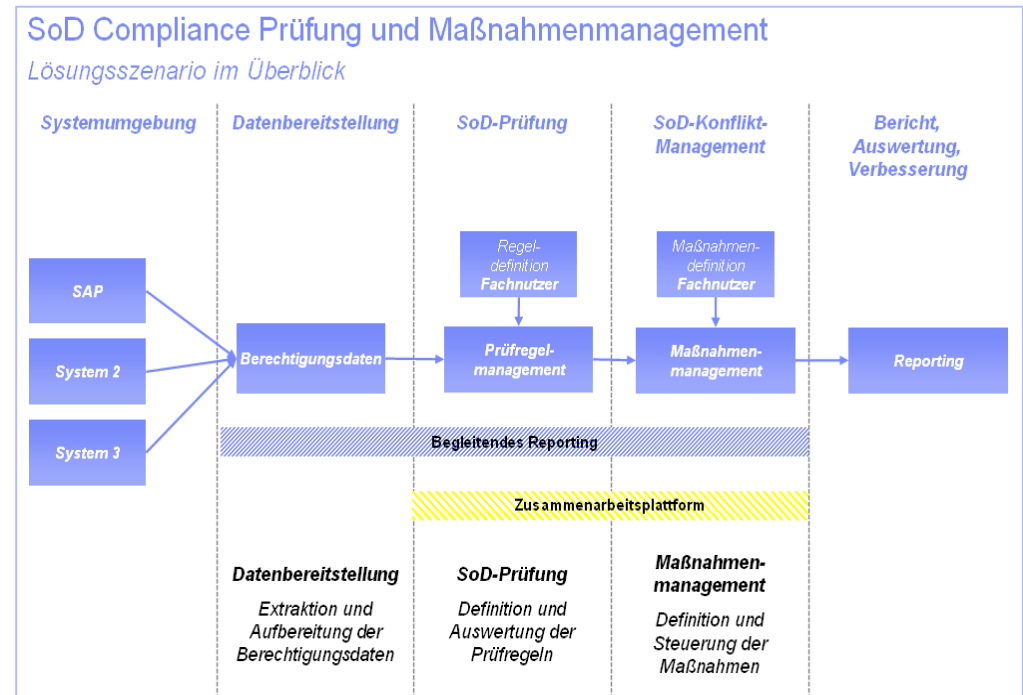 SoD Compliance Prüfung und Maßnahmenmanagement
Lösungsszenario im Überblick
Systemumgebung
Datenbereitstellung
SoD-Prüfung
SoD-Konflikt-
Management
Bericht,
Auswertung,
Verbesserung
SAP
System 2
System 3
Berechtigungsdaten
Regel-
definition
Fachnutzer
Prüfregel-
management
Maßnahmen-
definition
Fachnutzer
Maßnahmen-
management
Reporting
Begleitendes Reporting
Zusammenarbeitsplattform
Datenbereitstellung
Extraktion und
Aufbereitung der
Berechtigungsdaten
SoD-Prüfung
Definition und
Auswertung der
Prüfregeln
Maßnahmen-
management
Definition und
Steuerung der
Maßnahmen